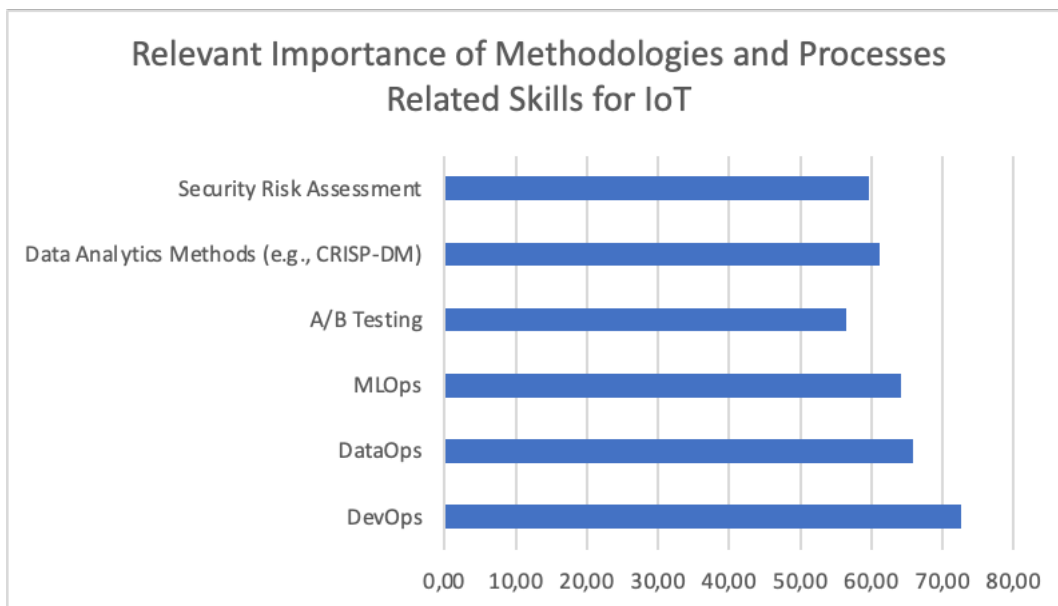 Relevant Importance of Methodologies and Processes
Related Skills for IoT
Security Risk Assessment
Data Analytics Methods (e.g., CRISP-DM)
A/B Testing
MLOps
DataOps
DevOps
0,00 10,00 20,00 30,00 40,00 50,00 60,00 70,00 80,00